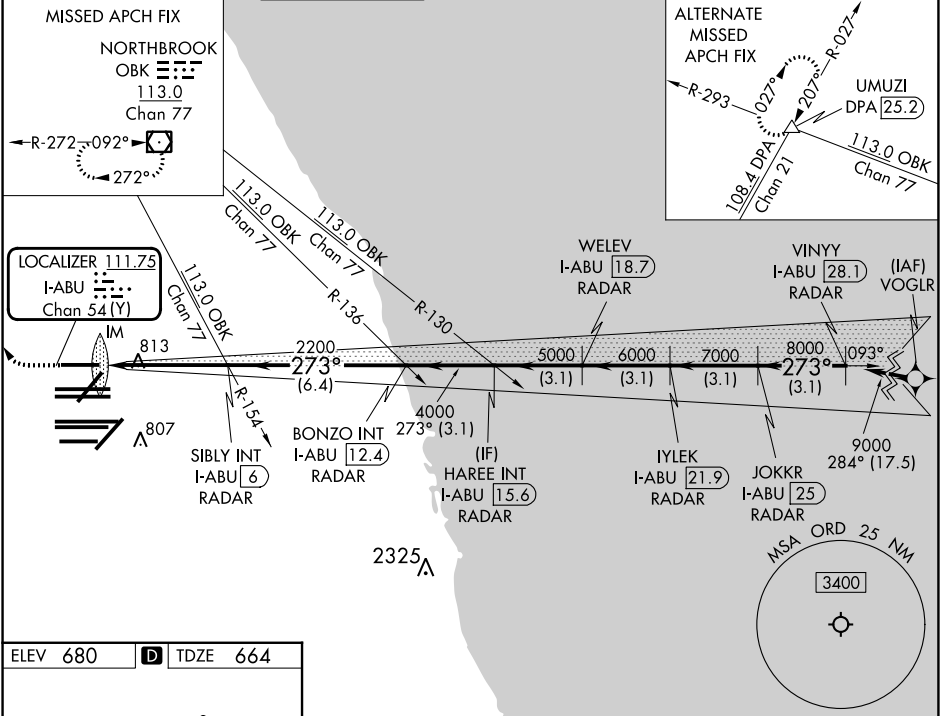 MISSED APCH FIX
NORTHBROOK
OBK
113.0
Chan 77
R-272
092°
272°
ALTERNATE
MISSED
APCH FIX
R-027
027°
207°
R-293
UMUZI
DPA 25.2
108.4 DPA
Chan 21
113.0 OBK
Chan 77
113.0 OBK
Chan 77
113.0 OBK
Chan 77
113.0 OBK
Chan 77
R-136
R-130
R-154
LOCALIZER 111.75
I-ABU
Chan 54 (Y)
IM
813
807
WELEV
I-ABU 18.7
RADAR
VINYY
I-ABU 28.1
RADAR
(IAF)
VOGLR
2200
273°
(6.4)
5000
(3.1)
6000
(3.1)
7000
(3.1)
8000
273°
(3.1)
093°
4000
273° (3.1)
9000
284° (17.5)
SIBLY INT
I-ABU 6
RADAR
BONZO INT
I-ABU 12.4
RADAR
(IF)
HAREE INT
I-ABU 15.6
RADAR
IYLEK
I-ABU 21.9
RADAR
JOKKR
I-ABU 25
RADAR
2325
MSA ORD 25 NM
3400
ELEV 680
D
TDZE 664